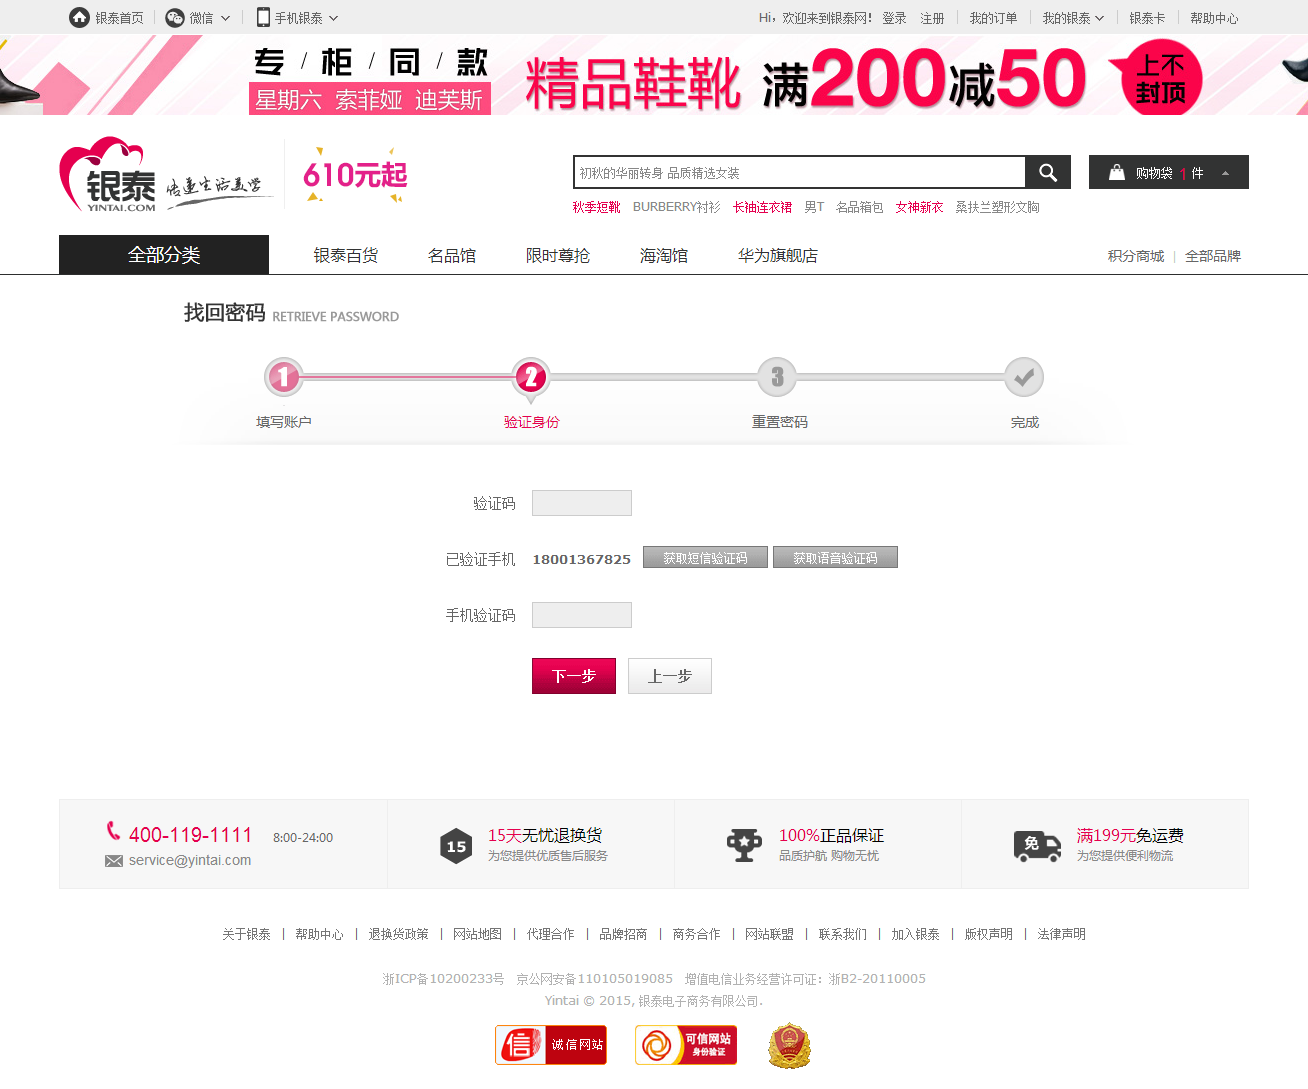 银泰首页 微信 手机银泰 Hi，欢迎来到银泰网! 登录 注册 我的订单 我的银泰 银泰卡 帮助中心
专 / 柜 / 同 / 款
星期六 索菲娅 迪芙斯
精品鞋靴 满200减50
上不
封顶
银泰
YINTAI.COM
传递生活美学
610元起
初秋的华丽转身 品质精选女装
购物袋 1 件
秋季短靴 BURBERRY衬衫 长袖连衣裙 男T 名品箱包 女神新衣 桑扶兰塑形文胸
全部分类 银泰百货 名品馆 限时尊抢 海淘馆 华为旗舰店 积分商城 | 全部品牌
找回密码 RETRIEVE PASSWORD
1 2 3
填写账户 验证身份 重置密码 完成
验证码
已验证手机 18001367825 获取短信验证码 获取语音验证码
手机验证码
下一步 上一步
400-119-1111 8:00-24:00
service@yintai.com
15
15天无忧退换货
为您提供优质售后服务
100%正品保证
品质护航 购物无忧
免
满199元免运费
为您提供便利物流
关于银泰 | 帮助中心 | 退换货政策 | 网站地图 | 代理合作 | 品牌招商 | 商务合作 | 网站联盟 | 联系我们 | 加入银泰 | 版权声明 | 法律声明
浙ICP备10200233号 京公网安备110105019085 增值电信业务经营许可证：浙B2-20110005
Yintai © 2015, 银泰电子商务有限公司.
信 诚信网站
可信网站
身份验证